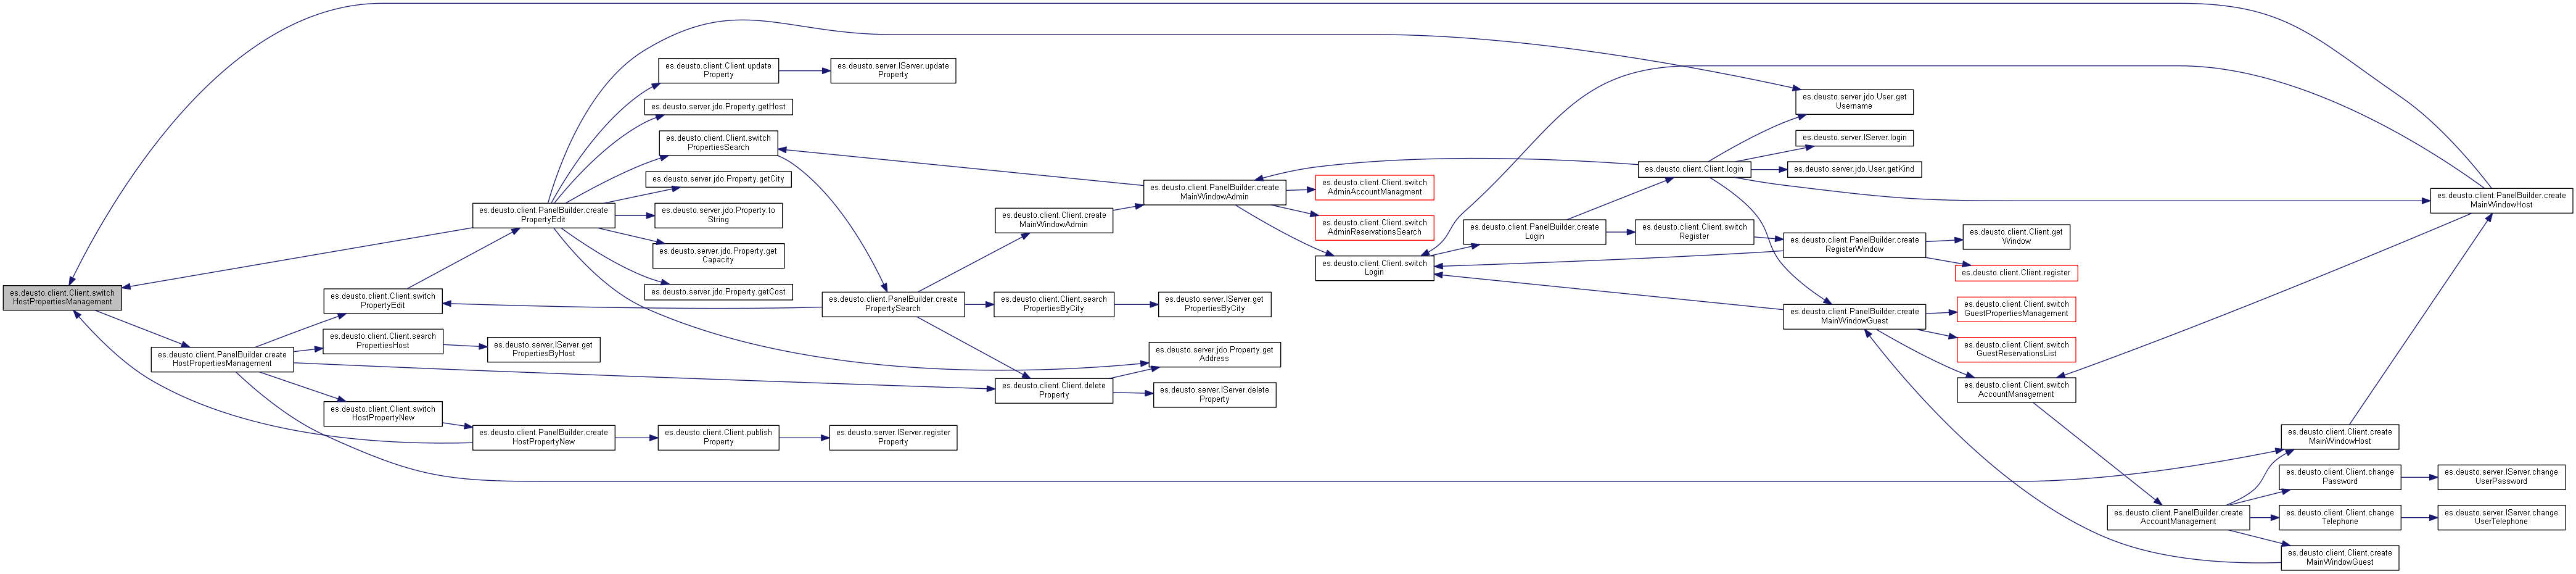 es.deusto.client.Client.switch
HostPropertiesManagement
es.deusto.client.PanelBuilder.create
HostPropertiesManagement
es.deusto.client.Client.switch
PropertyEdit
es.deusto.client.Client.search
PropertiesHost
es.deusto.client.Client.switch
HostPropertyNew
es.deusto.client.PanelBuilder.create
PropertyEdit
es.deusto.server.IServer.get
PropertiesByHost
es.deusto.client.PanelBuilder.create
HostPropertyNew
es.deusto.client.Client.update
Property
es.deusto.server.jdo.Property.getHost
es.deusto.client.Client.switch
PropertiesSearch
es.deusto.server.jdo.Property.getCity
es.deusto.server.jdo.Property.to
String
es.deusto.server.jdo.Property.get
Capacity
es.deusto.server.jdo.Property.getCost
es.deusto.client.Client.publish
Property
es.deusto.server.IServer.update
Property
es.deusto.client.PanelBuilder.create
PropertySearch
es.deusto.server.IServer.register
Property
es.deusto.client.Client.create
MainWindowAdmin
es.deusto.client.Client.search
PropertiesByCity
es.deusto.client.Client.delete
Property
es.deusto.client.PanelBuilder.create
MainWindowAdmin
es.deusto.server.IServer.get
PropertiesByCity
es.deusto.server.jdo.Property.get
Address
es.deusto.server.IServer.delete
Property
es.deusto.client.Client.switch
AdminAccountManagment
es.deusto.client.Client.switch
AdminReservationsSearch
es.deusto.client.Client.switch
Login
es.deusto.client.PanelBuilder.create
Login
es.deusto.client.Client.login
es.deusto.client.Client.switch
Register
es.deusto.server.jdo.User.get
Username
es.deusto.server.IServer.login
es.deusto.server.jdo.User.getKind
es.deusto.client.PanelBuilder.create
RegisterWindow
es.deusto.client.PanelBuilder.create
MainWindowGuest
es.deusto.client.Client.get
Window
es.deusto.client.Client.register
es.deusto.client.Client.switch
GuestPropertiesManagement
es.deusto.client.Client.switch
GuestReservationsList
es.deusto.client.Client.switch
AccountManagement
es.deusto.client.PanelBuilder.create
AccountManagement
es.deusto.client.Client.create
MainWindowHost
es.deusto.client.Client.change
Password
es.deusto.client.Client.change
Telephone
es.deusto.client.Client.create
MainWindowGuest
es.deusto.client.PanelBuilder.create
MainWindowHost
es.deusto.server.IServer.change
UserPassword
es.deusto.server.IServer.change
UserTelephone